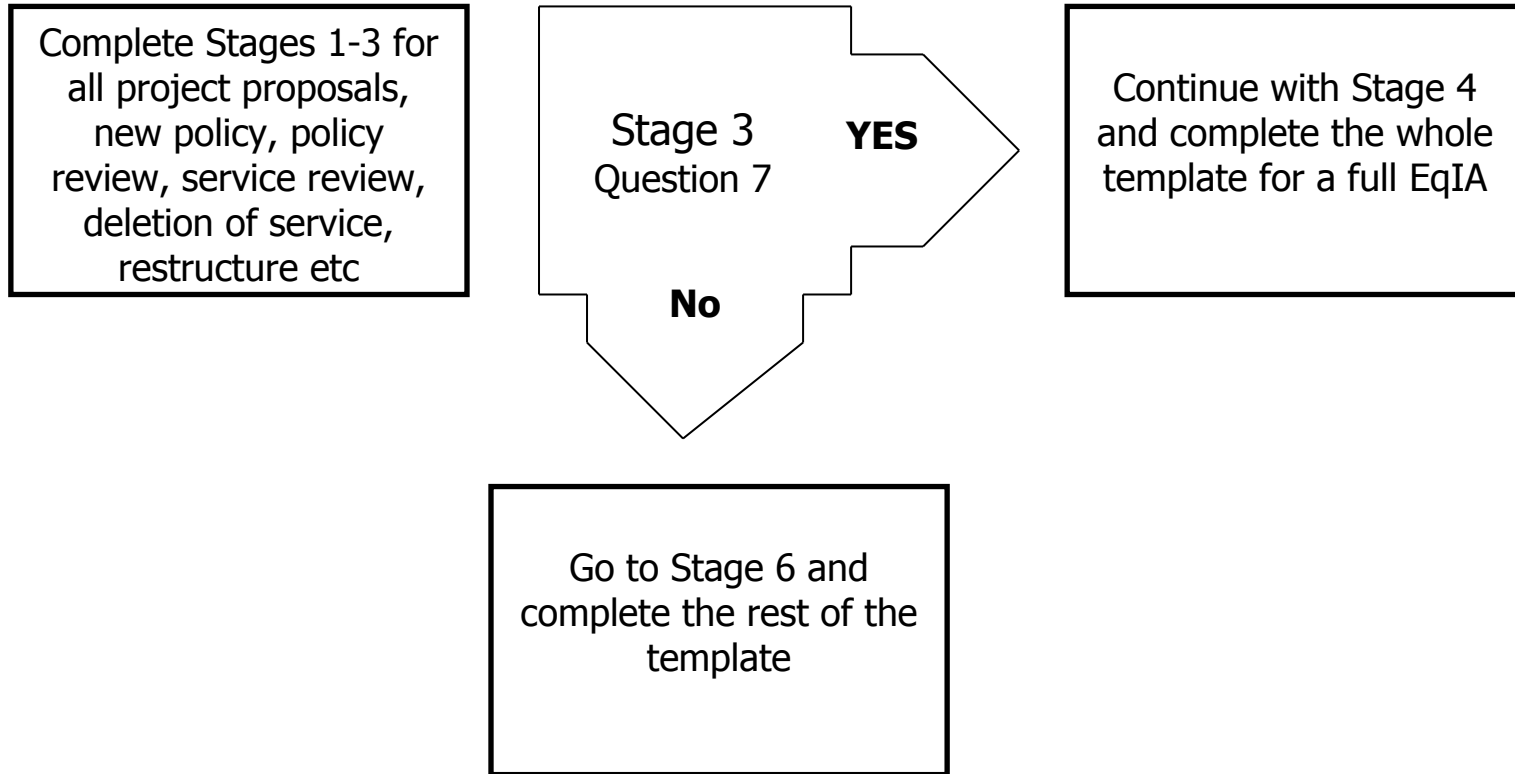 Complete Stages 1-3 for
all project proposals,
new policy, policy
review, service review,
deletion of service,
restructure etc
Stage 3
Question 7
YES
No
Continue with Stage 4
and complete the whole
template for a full EqIA
Go to Stage 6 and
complete the rest of the
template